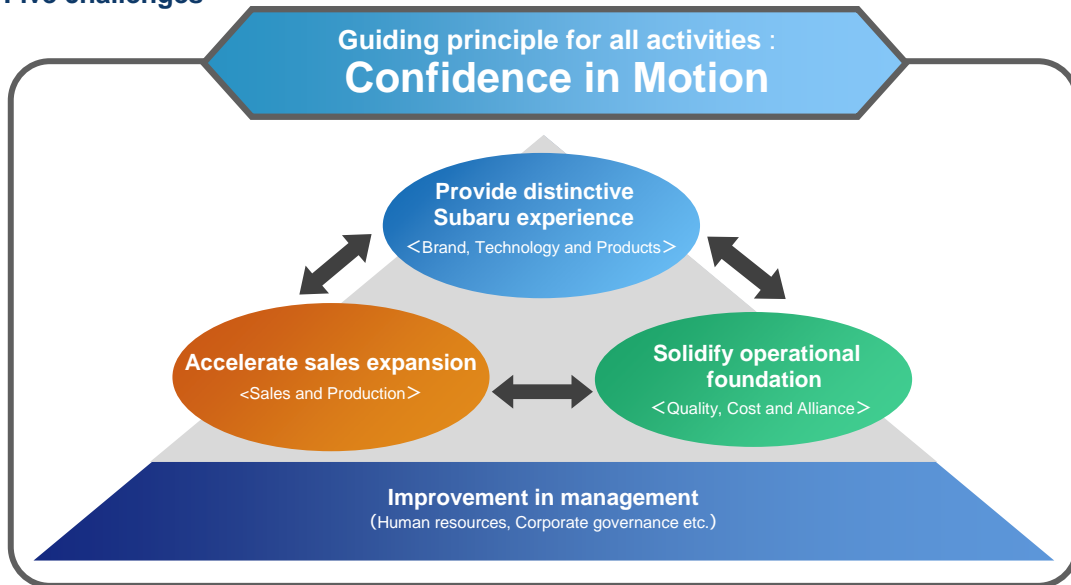 Five challenges
Guiding principle for all activities :
Confidence in Motion
Provide distinctive
Subaru experience
＜Brand, Technology and Products＞
Accelerate sales expansion
<Sales and Production＞
Solidify operational
foundation
＜Quality, Cost and Alliance＞
Improvement in management
（Human resources, Corporate governance etc.）